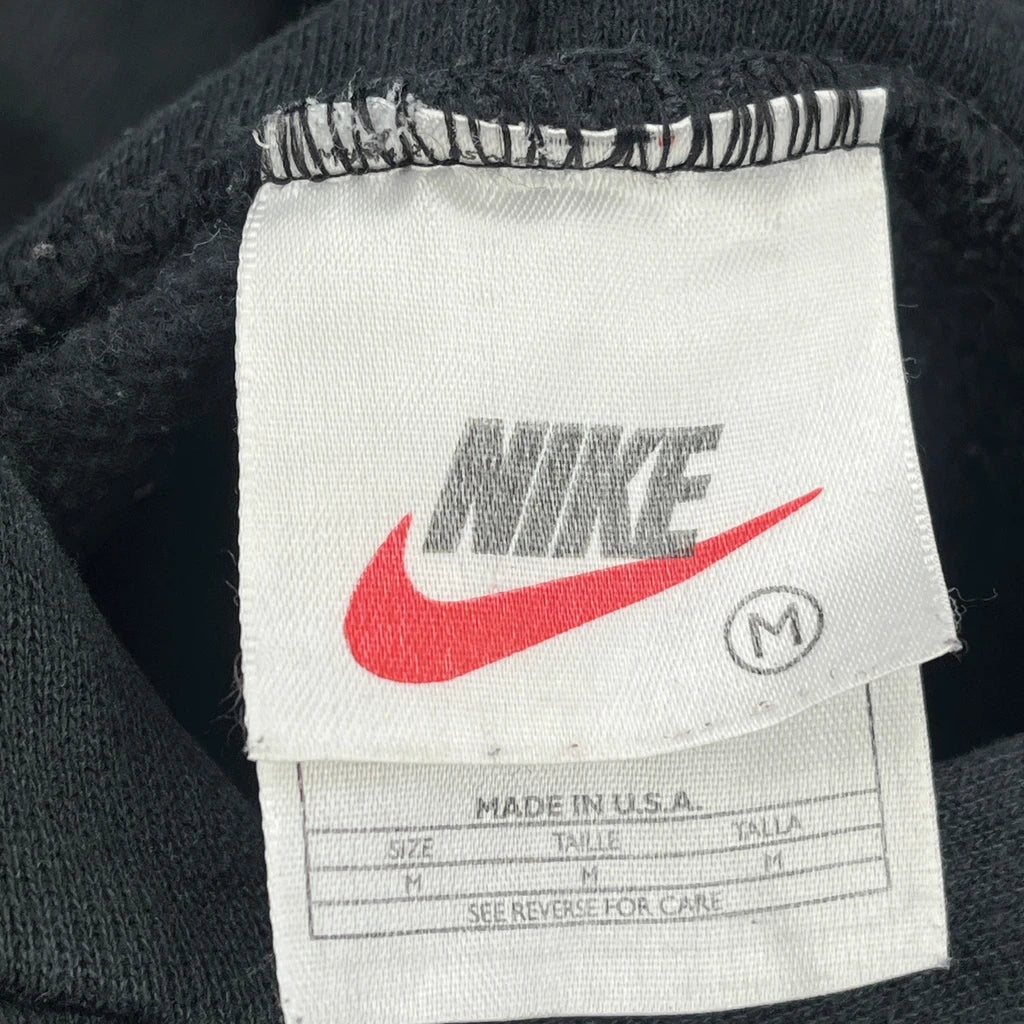 NIKE
M
MADE IN U.S.A.
SIZE TAILLE TALLA
M M M
SEE REVERSE FOR CARE